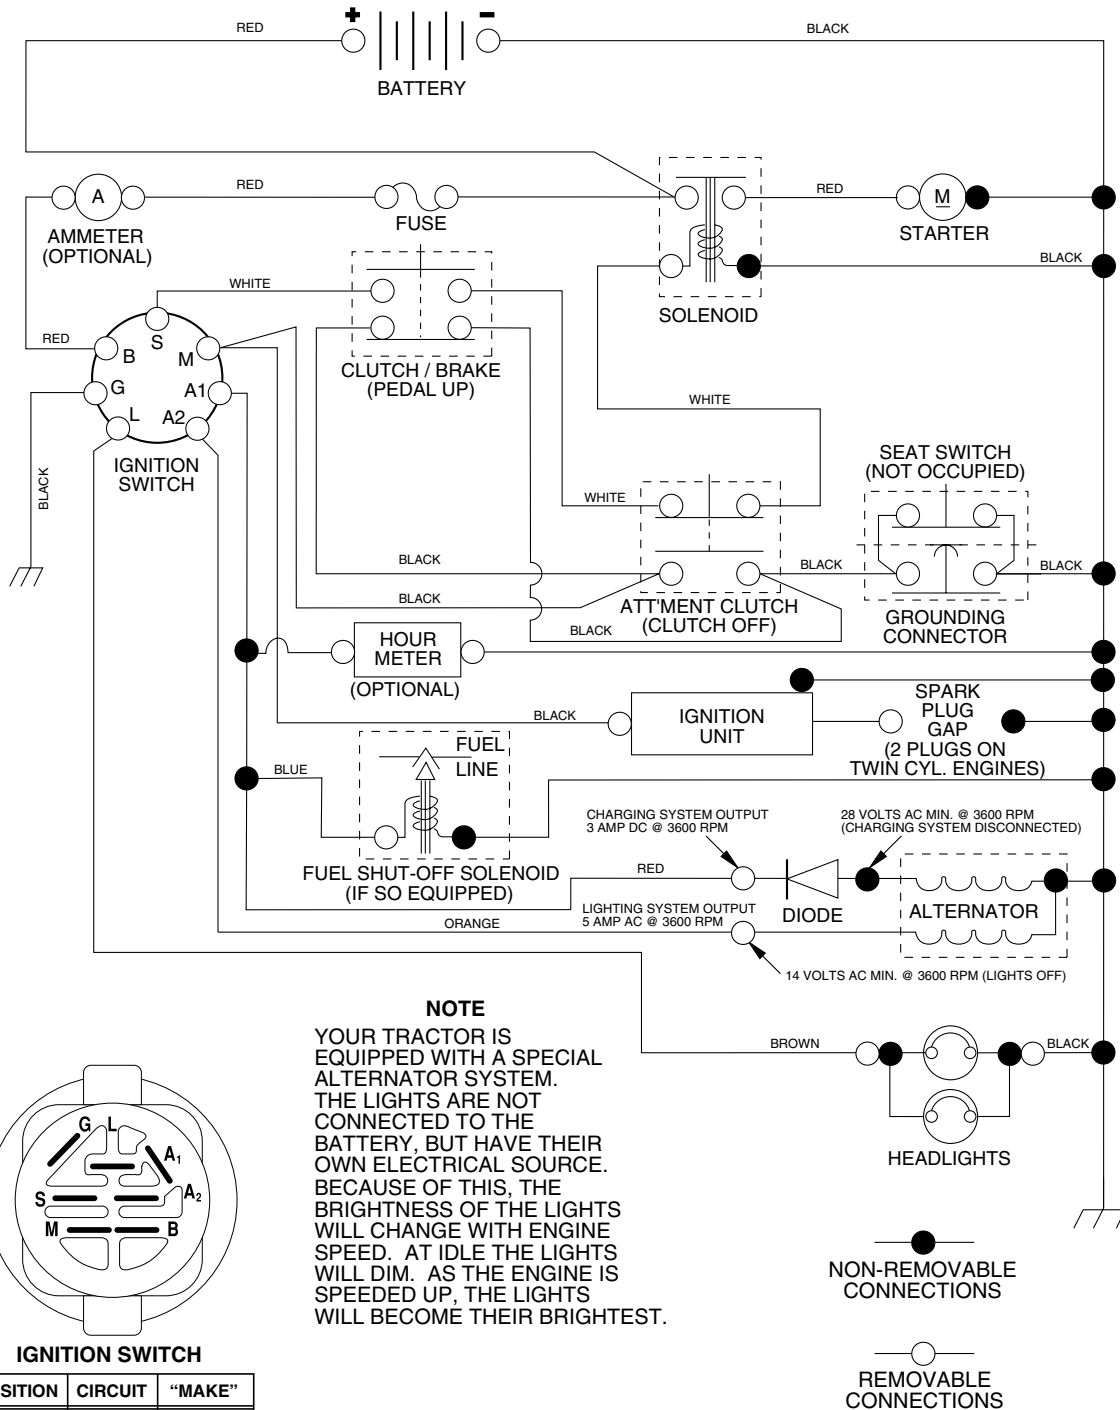 RED
+
–
BLACK
BATTERY
A
RED
FUSE
AMMETER
(OPTIONAL)
SOLENOID
RED
M
STARTER
BLACK
WHITE
CLUTCH / BRAKE
(PEDAL UP)
RED
S
B
M
G
A1
L
A2
IGNITION
SWITCH
BLACK
WHITE
SEAT SWITCH
(NOT OCCUPIED)
WHITE
BLACK
BLACK
BLACK
BLACK
ATT'MENT CLUTCH
(CLUTCH OFF)
BLACK
GROUNDING
CONNECTOR
HOUR
METER
(OPTIONAL)
BLACK
IGNITION
UNIT
SPARK
PLUG
GAP
(2 PLUGS ON
TWIN CYL. ENGINES)
BLUE
FUEL
LINE
FUEL SHUT-OFF SOLENOID
(IF SO EQUIPPED)
CHARGING SYSTEM OUTPUT
3 AMP DC @ 3600 RPM
28 VOLTS AC MIN. @ 3600 RPM
(CHARGING SYSTEM DISCONNECTED)
RED
DIODE
ALTERNATOR
LIGHTING SYSTEM OUTPUT
5 AMP AC @ 3600 RPM
ORANGE
14 VOLTS AC MIN. @ 3600 RPM (LIGHTS OFF)
BROWN
BLACK
HEADLIGHTS
NOTE
YOUR TRACTOR IS
EQUIPPED WITH A SPECIAL
ALTERNATOR SYSTEM.
THE LIGHTS ARE NOT
CONNECTED TO THE
BATTERY, BUT HAVE THEIR
OWN ELECTRICAL SOURCE.
BECAUSE OF THIS, THE
BRIGHTNESS OF THE LIGHTS
WILL CHANGE WITH ENGINE
SPEED. AT IDLE THE LIGHTS
WILL DIM. AS THE ENGINE IS
SPEEDED UP, THE LIGHTS
WILL BECOME THEIR BRIGHTEST.
G L
A1
A2
S
M
B
IGNITION SWITCH
SITION CIRCUIT “MAKE”
NON-REMOVABLE
CONNECTIONS
REMOVABLE
CONNECTIONS